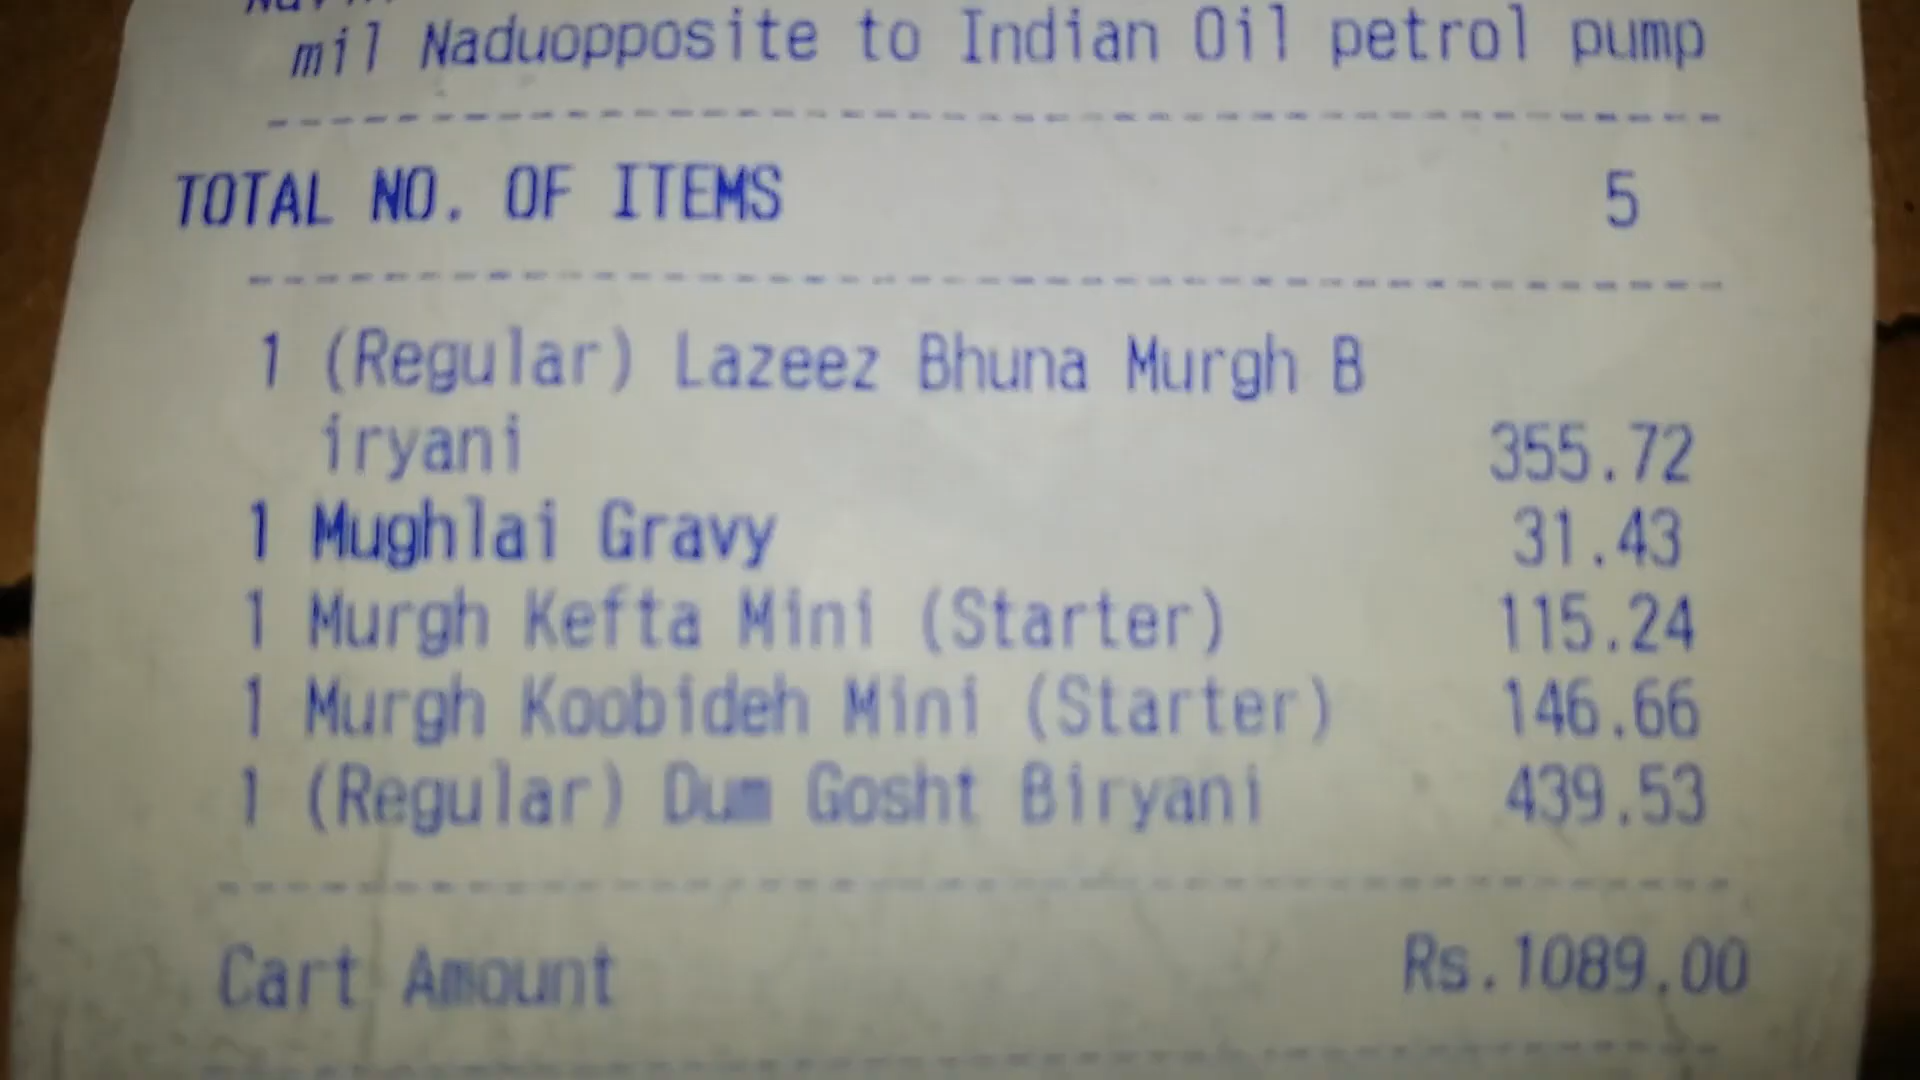 mil Naduopposite to Indian Oil petrol pump
TOTAL NO. OF ITEMS 5
1 (Regular) Lazeez Bhuna Murgh B
iryani 355.72
1 Mughlai Gravy 31.43
1 Murgh Kefta Mini (Starter) 115.24
1 Murgh Koobideh Mini (Starter) 146.66
1 (Regular) Dum Gosht Biryani 439.53
Cart Amount Rs.1089.00